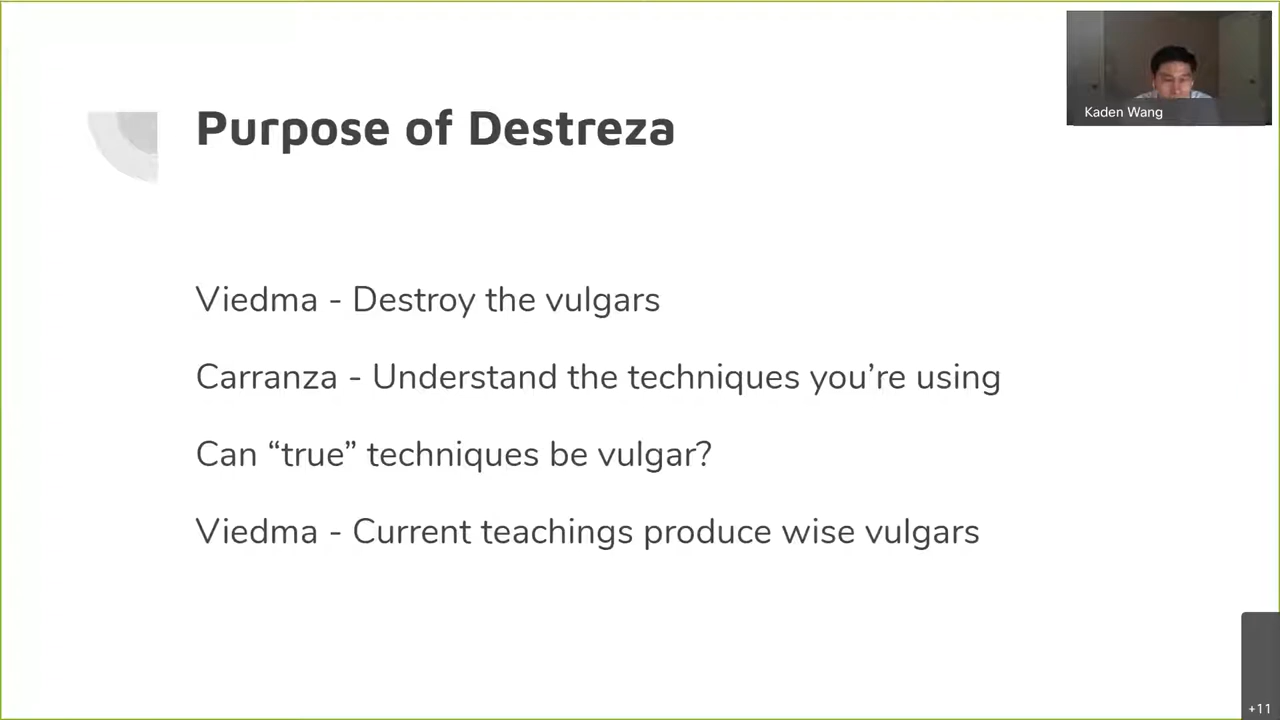 Kaden Wang
Purpose of Destreza
Viedma - Destroy the vulgars
Carranza - Understand the techniques you’re using
Can “true” techniques be vulgar?
Viedma - Current teachings produce wise vulgars
+11